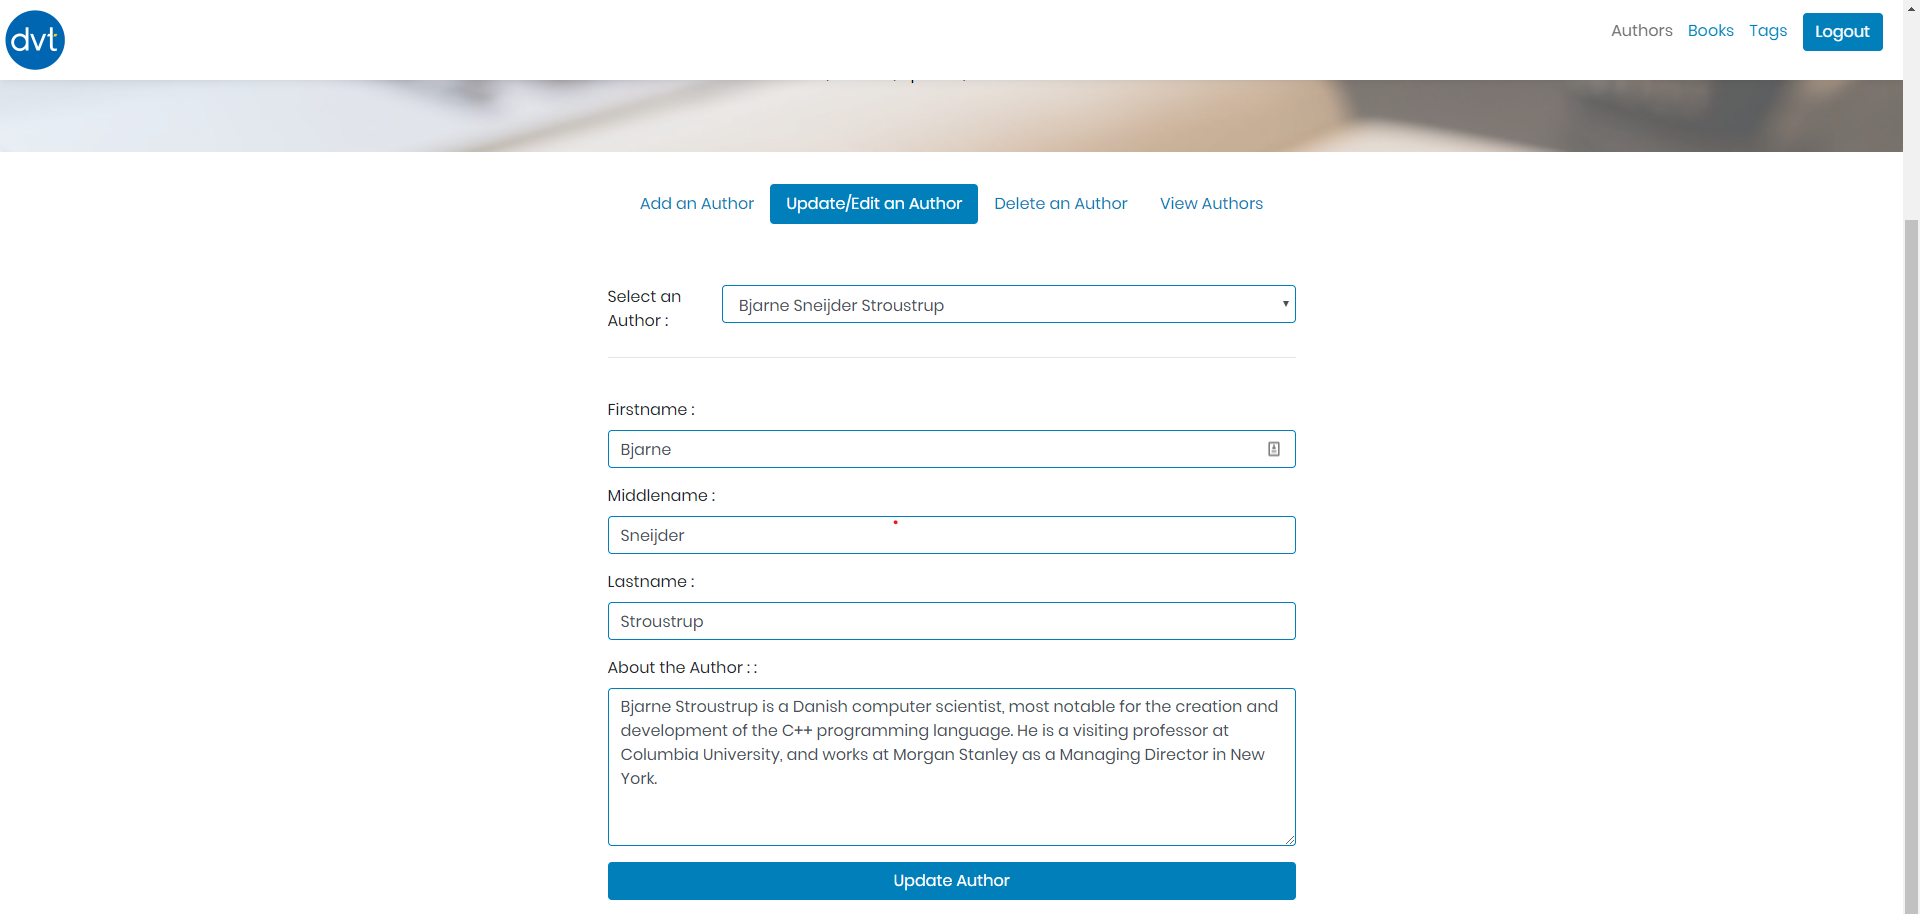 dvt
Authors Books Tags Logout
Add an Author Update/Edit an Author Delete an Author View Authors
Select an
Author :
Bjarne Sneijder Stroustrup
Firstname :
Bjarne
Middlename :
Sneijder
Lastname :
Stroustrup
About the Author : :
Bjarne Stroustrup is a Danish computer scientist, most notable for the creation and
development of the C++ programming language. He is a visiting professor at
Columbia University, and works at Morgan Stanley as a Managing Director in New
York.
Update Author